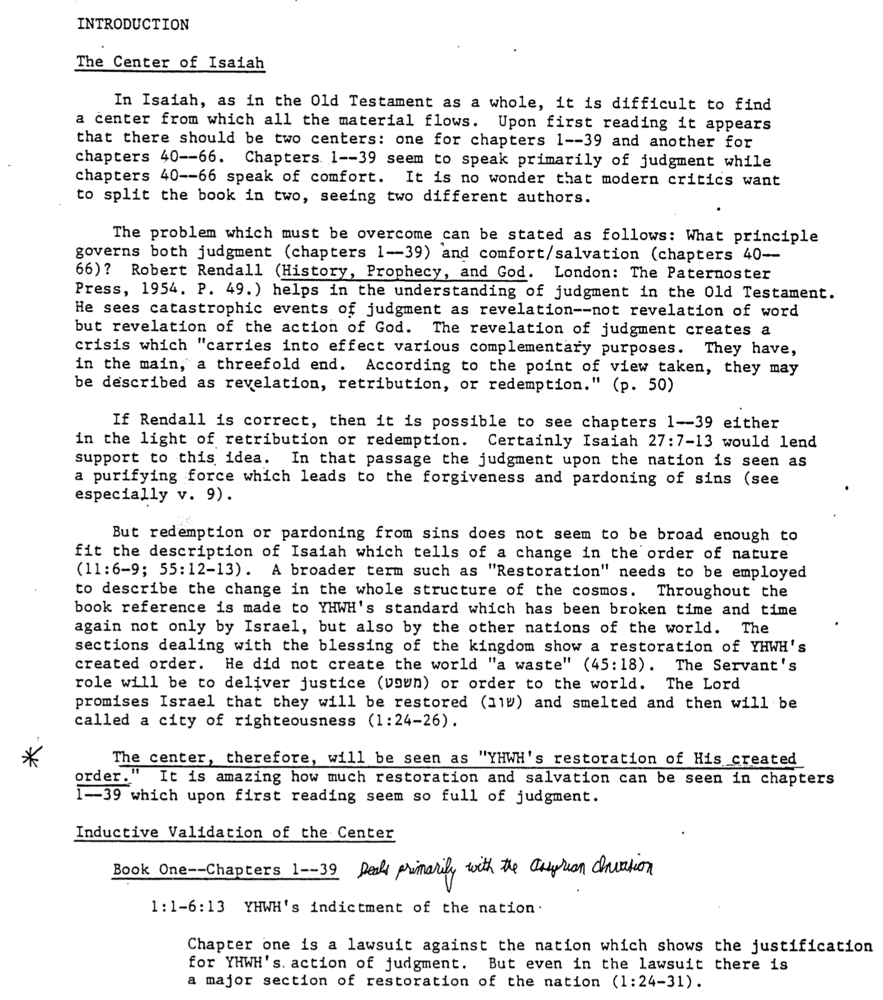 INTRODUCTION
The Center of Isaiah
In Isaiah, as in the Old Testament as a whole, it is difficult to find
a center from which all the material flows. Upon first reading it appears
that there should be two centers: one for chapters 1--39 and another for
chapters 40--66. Chapters 1--39 seem to speak primarily of judgment while
chapters 40--66 speak of comfort. It is no wonder that modern critics want
to split the book in two, seeing two different authors.
The problem which must be overcome can be stated as follows: What principle
governs both judgment (chapters 1--39) and comfort/salvation (chapters 40--
66)? Robert Rendall (History, Prophecy, and God. London: The Paternoster
Press, 1954. P. 49.) helps in the understanding of judgment in the Old Testament.
He sees catastrophic events of judgment as revelation--not revelation of word
but revelation of the action of God. The revelation of judgment creates a
crisis which "carries into effect various complementary purposes. They have,
in the main, a threefold end. According to the point of view taken, they may
be described as revelation, retribution, or redemption." (p. 50)
If Rendall is correct, then it is possible to see chapters 1--39 either
in the light of retribution or redemption. Certainly Isaiah 27:7-13 would lend
support to this idea. In that passage the judgment upon the nation is seen as
a purifying force which leads to the forgiveness and pardoning of sins (see
especially v. 9).
But redemption or pardoning from sins does not seem to be broad enough to
fit the description of Isaiah which tells of a change in the order of nature
(11:6-9; 55:12-13). A broader term such as "Restoration" needs to be employed
to describe the change in the whole structure of the cosmos. Throughout the
book reference is made to YHWH's standard which has been broken time and time
again not only by Israel, but also by the other nations of the world. The
sections dealing with the blessing of the kingdom show a restoration of YHWH's
created order. He did not create the world "a waste" (45:18). The Servant's
role will be to deliver justice (משפט) or order to the world. The Lord
promises Israel that they will be restored (שוב) and smelted and then will be
called a city of righteousness (1:24-26).
* The center, therefore, will be seen as "YHWH's restoration of His created
order." It is amazing how much restoration and salvation can be seen in chapters
1--39 which upon first reading seem so full of judgment.
Inductive Validation of the Center
Book One--Chapters 1--39 Deals primarily with the Assyrian Invasion
1:1-6:13 YHWH's indictment of the nation
Chapter one is a lawsuit against the nation which shows the justification
for YHWH's action of judgment. But even in the lawsuit there is
a major section of restoration of the nation (1:24-31).